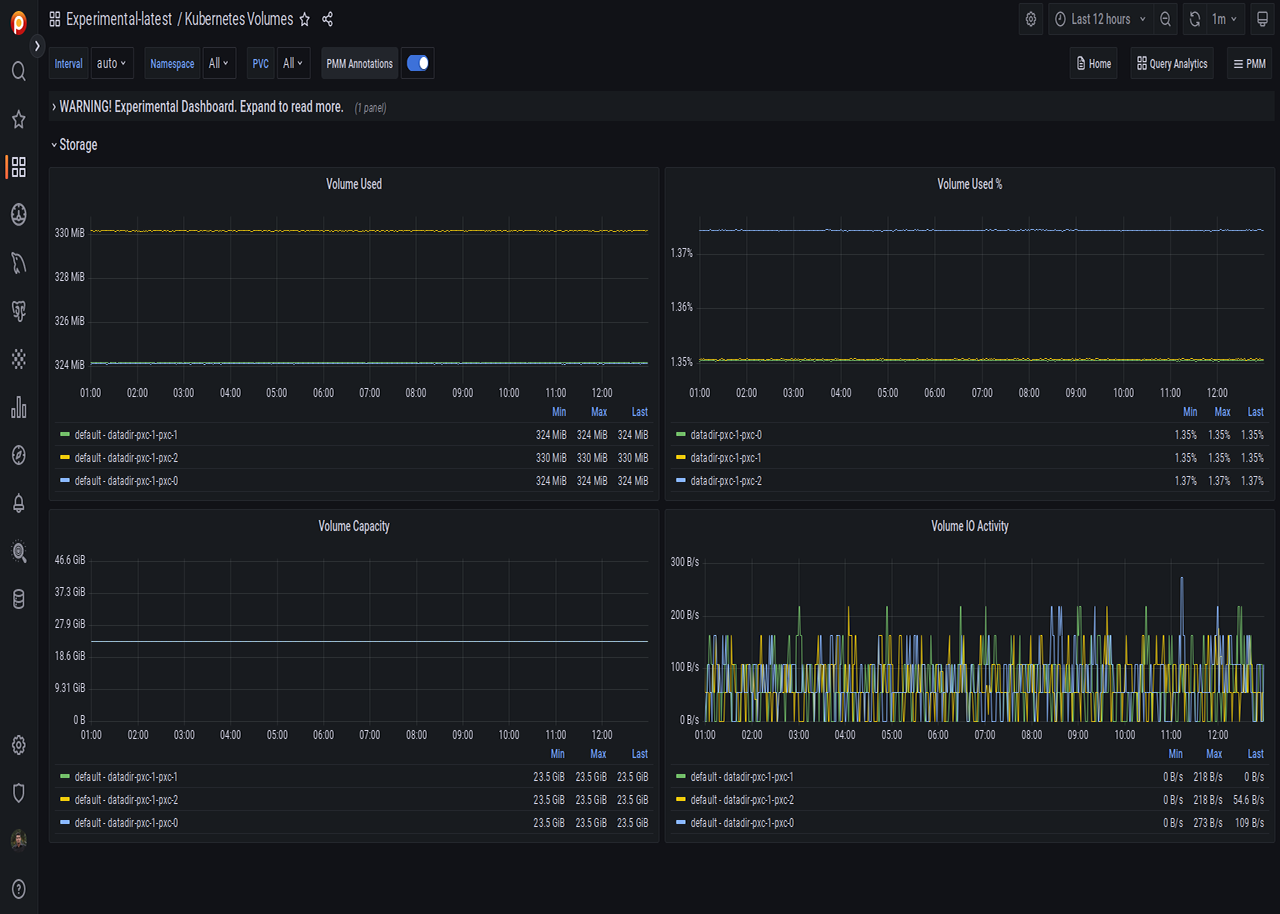 Experimental-latest / Kubernetes Volumes
Last 12 hours
1m
Interval auto Namespace All PVC All PMM Annotations
Home Query Analytics PMM
WARNING! Experimental Dashboard. Expand to read more. (1 panel)
Storage
Volume Used
330 MiB
328 MiB
326 MiB
324 MiB
01:00 02:00 03:00 04:00 05:00 06:00 07:00 08:00 09:00 10:00 11:00 12:00
Min Max Last
default - datadir-pxc-1-pxc-1 324 MiB 324 MiB 324 MiB
default - datadir-pxc-1-pxc-2 330 MiB 330 MiB 330 MiB
default - datadir-pxc-1-pxc-0 324 MiB 324 MiB 324 MiB
Volume Used %
1.37%
1.36%
1.35%
01:00 02:00 03:00 04:00 05:00 06:00 07:00 08:00 09:00 10:00 11:00 12:00
Min Max Last
datadir-pxc-1-pxc-0 1.35% 1.35% 1.35%
datadir-pxc-1-pxc-1 1.35% 1.35% 1.35%
datadir-pxc-1-pxc-2 1.37% 1.37% 1.37%
Volume Capacity
46.6 GiB
37.3 GiB
27.9 GiB
18.6 GiB
9.31 GiB
0 B
01:00 02:00 03:00 04:00 05:00 06:00 07:00 08:00 09:00 10:00 11:00 12:00
Min Max Last
default - datadir-pxc-1-pxc-1 23.5 GiB 23.5 GiB 23.5 GiB
default - datadir-pxc-1-pxc-2 23.5 GiB 23.5 GiB 23.5 GiB
default - datadir-pxc-1-pxc-0 23.5 GiB 23.5 GiB 23.5 GiB
Volume IO Activity
300 B/s
200 B/s
100 B/s
0 B/s
01:00 02:00 03:00 04:00 05:00 06:00 07:00 08:00 09:00 10:00 11:00 12:00
Min Max Last
default - datadir-pxc-1-pxc-1 0 B/s 218 B/s 0 B/s
default - datadir-pxc-1-pxc-2 0 B/s 218 B/s 54.6 B/s
default - datadir-pxc-1-pxc-0 0 B/s 273 B/s 109 B/s